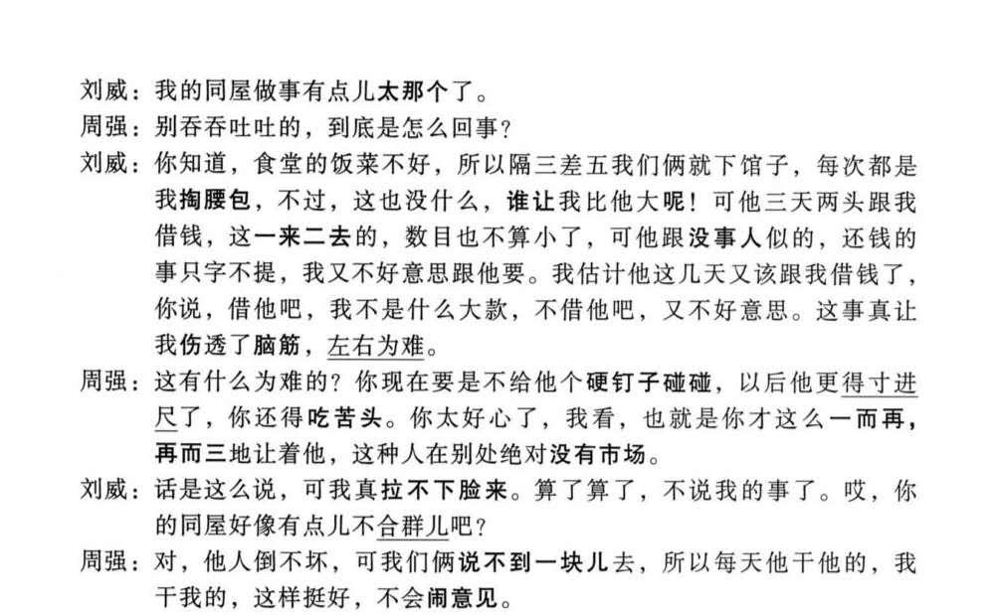 刘威：我的同屋做事有点儿太那个了。
周强：别吞吞吐吐的，到底是怎么回事？
刘威：你知道，食堂的饭菜不好，所以隔三差五我们俩就下馆子，每次都是
我掏腰包，不过，这也没什么，谁让我比他大呢！可他三天两头跟我
借钱，这一来二去的，数目也不算小了，可他跟没事人似的，还钱的
事只字不提，我又不好意思跟他要。我估计他这几天又该跟我借钱了，
你说，借他吧，我不是什么大款，不借他吧，又不好意思。这事真让
我伤透了脑筋，左右为难。
周强：这有什么为难的？你现在要是不给他个硬钉子碰碰，以后他更得寸进
尺了，你还得吃苦头。你太好心了，我看，也就是你才这么一而再，
再而三地让着他，这种人在别处绝对没有市场。
刘威：话是这么说，可我真拉不下脸来。算了算了，不说我的事了。哎，你
的同屋好像有点儿不合群儿吧？
周强：对，他人倒不坏，可我们俩说不到一块儿去，所以每天他干他的，我
干我的，这样挺好，不会闹意见。